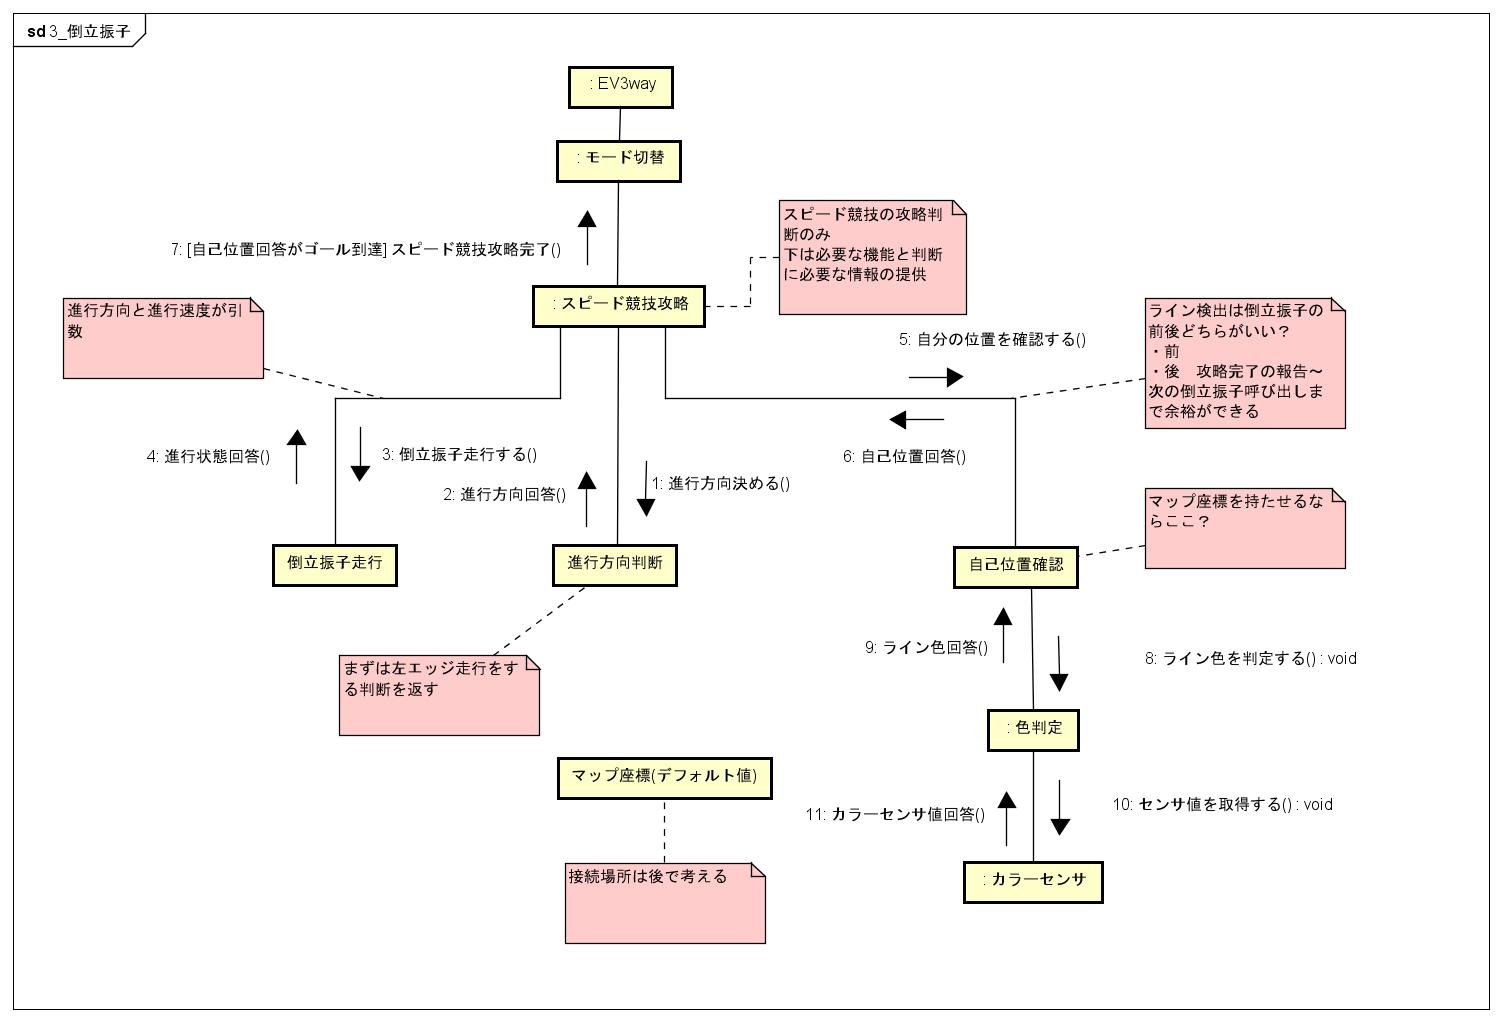 sd 3_倒立振子
: EV3way
: モード切替
スピード競技の攻略判
断のみ
下は必要な機能と判断
に必要な情報の提供
7: [自己位置回答がゴール到達] スピード競技攻略完了()
: スピード競技攻略
進行方向と進行速度が引
数
ライン検出は倒立振子の
前後どちらがいい？
・前
・後　攻略完了の報告～
次の倒立振子呼び出しま
で余裕ができる
5: 自分の位置を確認する()
4: 進行状態回答()
3: 倒立振子走行する()
6: 自己位置回答()
2: 進行方向回答()
1: 進行方向決める()
マップ座標を持たせるな
らここ？
倒立振子走行
進行方向判断
自己位置確認
9: ライン色回答()
8: ライン色を判定する() : void
まずは左エッジ走行をす
る判断を返す
: 色判定
マップ座標(デフォルト値)
11: カラーセンサ値回答()
10: センサ値を取得する() : void
接続場所は後で考える
: カラーセンサ